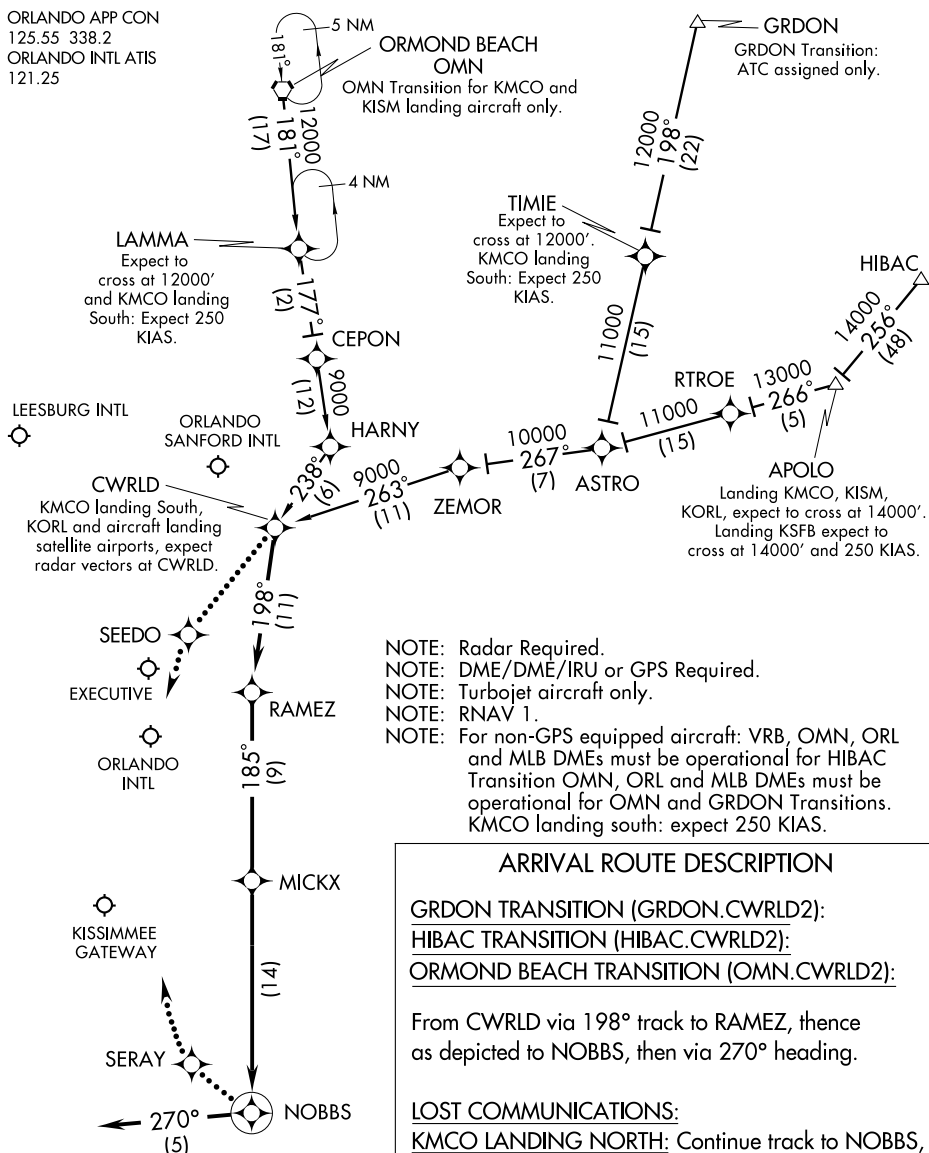 ORLANDO APP CON
125.55 338.2
ORLANDO INTL ATIS
121.25
5 NM
181°
ORMOND BEACH
OMN
OMN Transition for KMCO and
KISM landing aircraft only.
GRDON
GRDON Transition:
ATC assigned only.
12000
181°
(17)
4 NM
12000
198°
(22)
LAMMA
Expect to
cross at 12000'
and KMCO landing
South: Expect 250
KIAS.
TIMIE
Expect to
cross at 12000'.
KMCO landing
South: Expect 250
KIAS.
HIBAC
14000
256°
(48)
177°
(2)
CEPON
9000
(12)
11000
(15)
RTROE
13000
266°
(5)
LEESBURG INTL
ORLANDO
SANFORD INTL
HARNY
238°
(6)
10000
267°
(7)
11000
(15)
ASTRO
APOLO
Landing KMCO, KISM,
KORL, expect to cross at 14000'.
Landing KSFB expect to
cross at 14000' and 250 KIAS.
9000
263°
(11)
ZEMOR
CWRLD
KMCO landing South,
KORL and aircraft landing
satellite airports, expect
radar vectors at CWRLD.
198°
(11)
SEEDO
EXECUTIVE
RAMEZ
ORLANDO
INTL
185°
(9)
NOTE: Radar Required.
NOTE: DME/DME/IRU or GPS Required.
NOTE: Turbojet aircraft only.
NOTE: RNAV 1.
NOTE: For non-GPS equipped aircraft: VRB, OMN, ORL
and MLB DMEs must be operational for HIBAC
Transition OMN, ORL and MLB DMEs must be
operational for OMN and GRDON Transitions.
KMCO landing south: expect 250 KIAS.
MICKX
KISSIMMEE
GATEWAY
(14)
SERAY
NOBBS
270°
(5)
ARRIVAL ROUTE DESCRIPTION
GRDON TRANSITION (GRDON.CWRLD2):
HIBAC TRANSITION (HIBAC.CWRLD2):
ORMOND BEACH TRANSITION (OMN.CWRLD2):
From CWRLD via 198° track to RAMEZ, thence
as depicted to NOBBS, then via 270° heading.
LOST COMMUNICATIONS:
KMCO LANDING NORTH: Continue track to NOBBS,